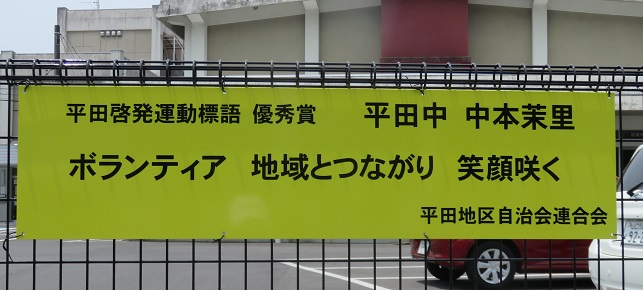 平田啓発運動標語 優秀賞 平田中 中本茉里
ボランティア 地域とつながり 笑顔咲く
平田地区自治会連合会